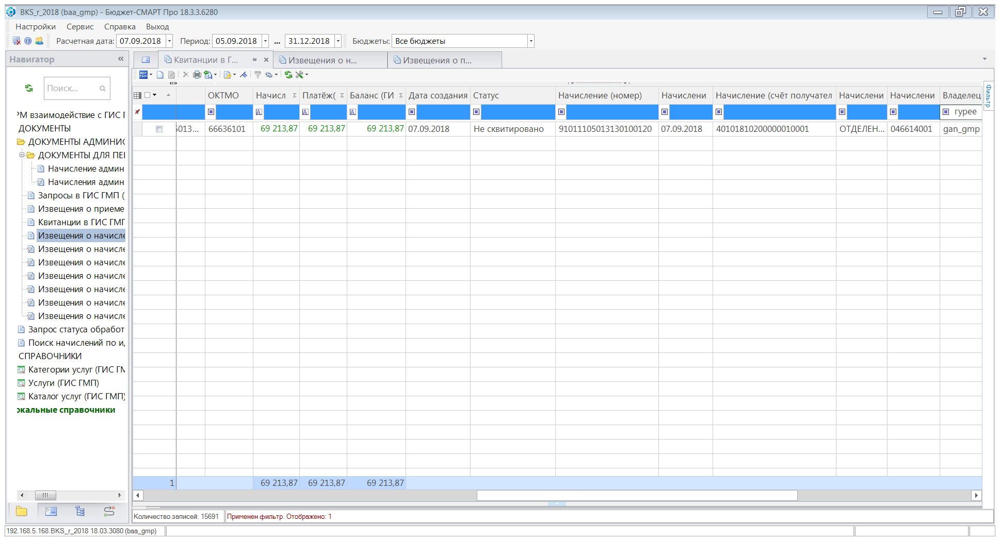 BKS_r_2018 (baa_gmp) - Бюджет-СМАРТ Про 18.3.3.6280
Настройки Сервис Справка Выход
Расчетная дата: 07.09.2018 Период: 05.09.2018 ... 31.12.2018 Бюджеты: Все бюджеты
Навигатор «
Поиск...
РМ взаимодействие с ГИС Г
ДОКУМЕНТЫ
ДОКУМЕНТЫ АДМИНИС
ДОКУМЕНТЫ ДЛЯ ПЕ
Начисление админ
Начисления админ
Запросы в ГИС ГМП (
Извещения о приеме
Квитанции в ГИС ГМП
Извещения о начисле
Извещения о начисле
Извещения о начисле
Извещения о начисле
Извещения о начисле
Извещения о начисле
Извещения о начисле
Запрос статуса обработ
Поиск начислений по и
СПРАВОЧНИКИ
Категории услуг (ГИС ГМ
Услуги (ГИС ГМП)
Каталог услуг (ГИС ГМП)
окальные справочники
Квитанции в Г... Извещения о н... Извещения о п...
ОКТМО Начисл Σ Платёж( Σ Баланс (ГИ Σ Дата создания Статус Начисление (номер) Начислени Начисление (счёт получател Начислени Начислени Владелец
гурее
5013... 66636101 69 213,87 69 213,87 69 213,87 07.09.2018 Не сквитировано 91011105013130100120 07.09.2018 40101810200000010001 ОТДЕЛЕН... 046614001 gan_gmp
1 69 213,87 69 213,87 69 213,87
Фильтр
Количество записей: 15691 Применен фильтр. Отображено: 1
192.168.5.168.BKS_r_2018 18.03.3080 (baa_gmp)